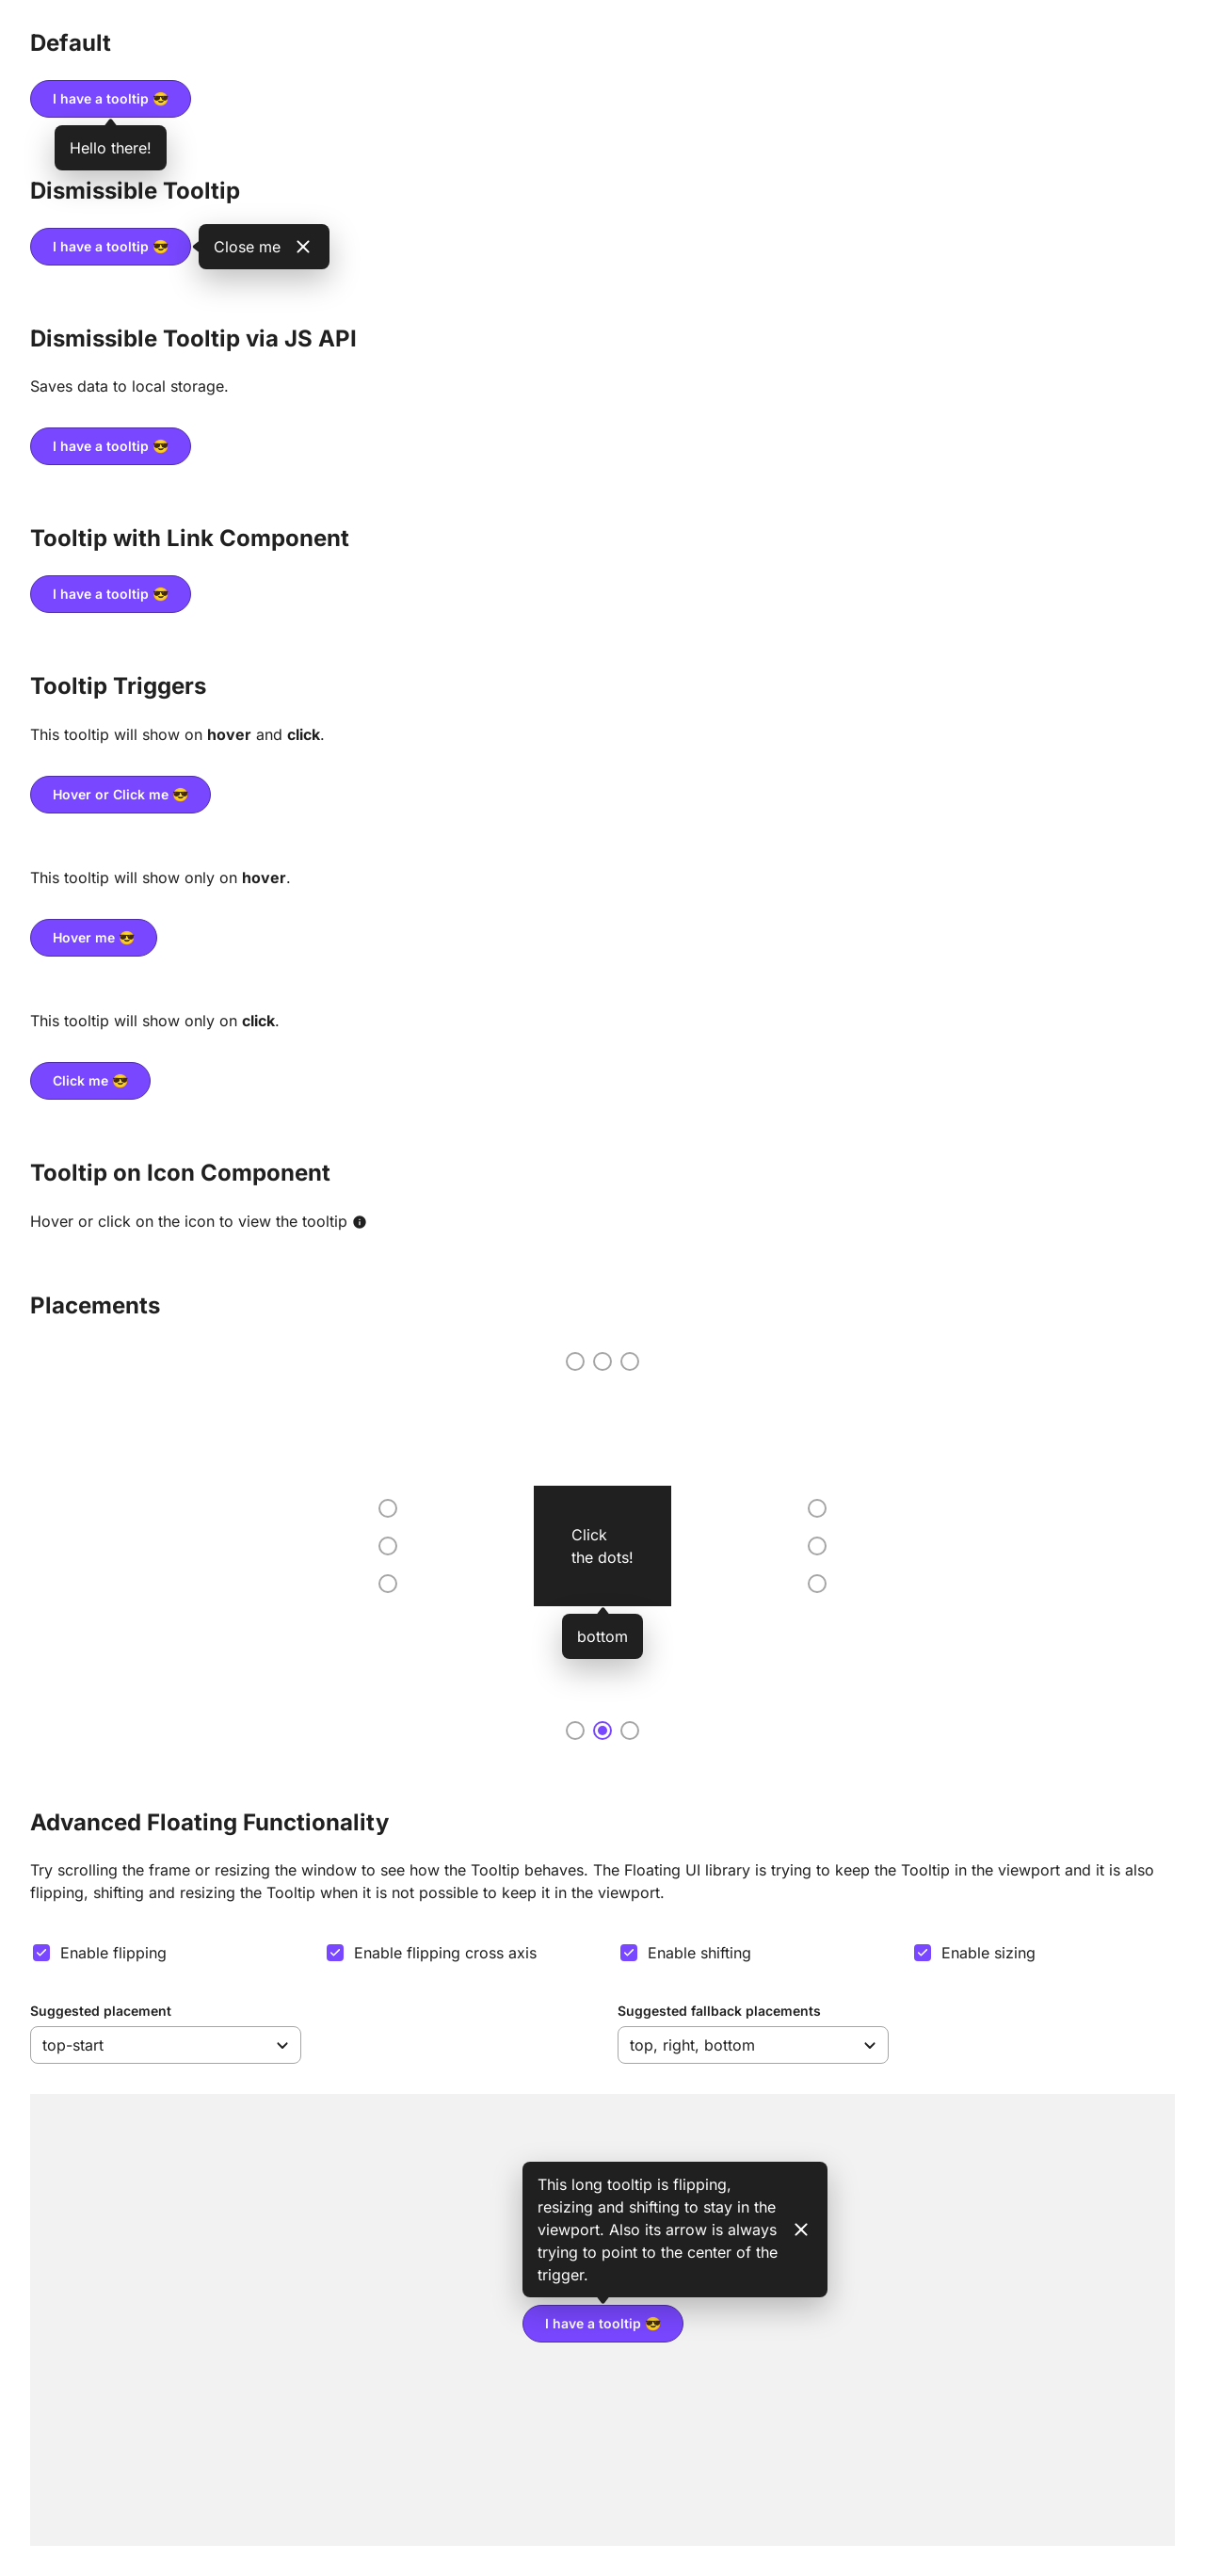 Default
I have a tooltip 😎
Hello there!
Dismissible Tooltip
I have a tooltip 😎
Close me
Dismissible Tooltip via JS API
Saves data to local storage.
I have a tooltip 😎
Tooltip with Link Component
I have a tooltip 😎
Tooltip Triggers
This tooltip will show on hover and click.
Hover or Click me 😎
This tooltip will show only on hover.
Hover me 😎
This tooltip will show only on click.
Click me 😎
Tooltip on Icon Component
Hover or click on the icon to view the tooltip
Placements
Click
the dots!
bottom
Advanced Floating Functionality
Try scrolling the frame or resizing the window to see how the Tooltip behaves. The Floating UI library is trying to keep the Tooltip in the viewport and it is also
flipping, shifting and resizing the Tooltip when it is not possible to keep it in the viewport.
Enable flipping
Enable flipping cross axis
Enable shifting
Enable sizing
Suggested placement
Suggested fallback placements
top-start
top, right, bottom
This long tooltip is flipping,
resizing and shifting to stay in the
viewport. Also its arrow is always
trying to point to the center of the
trigger.
I have a tooltip 😎